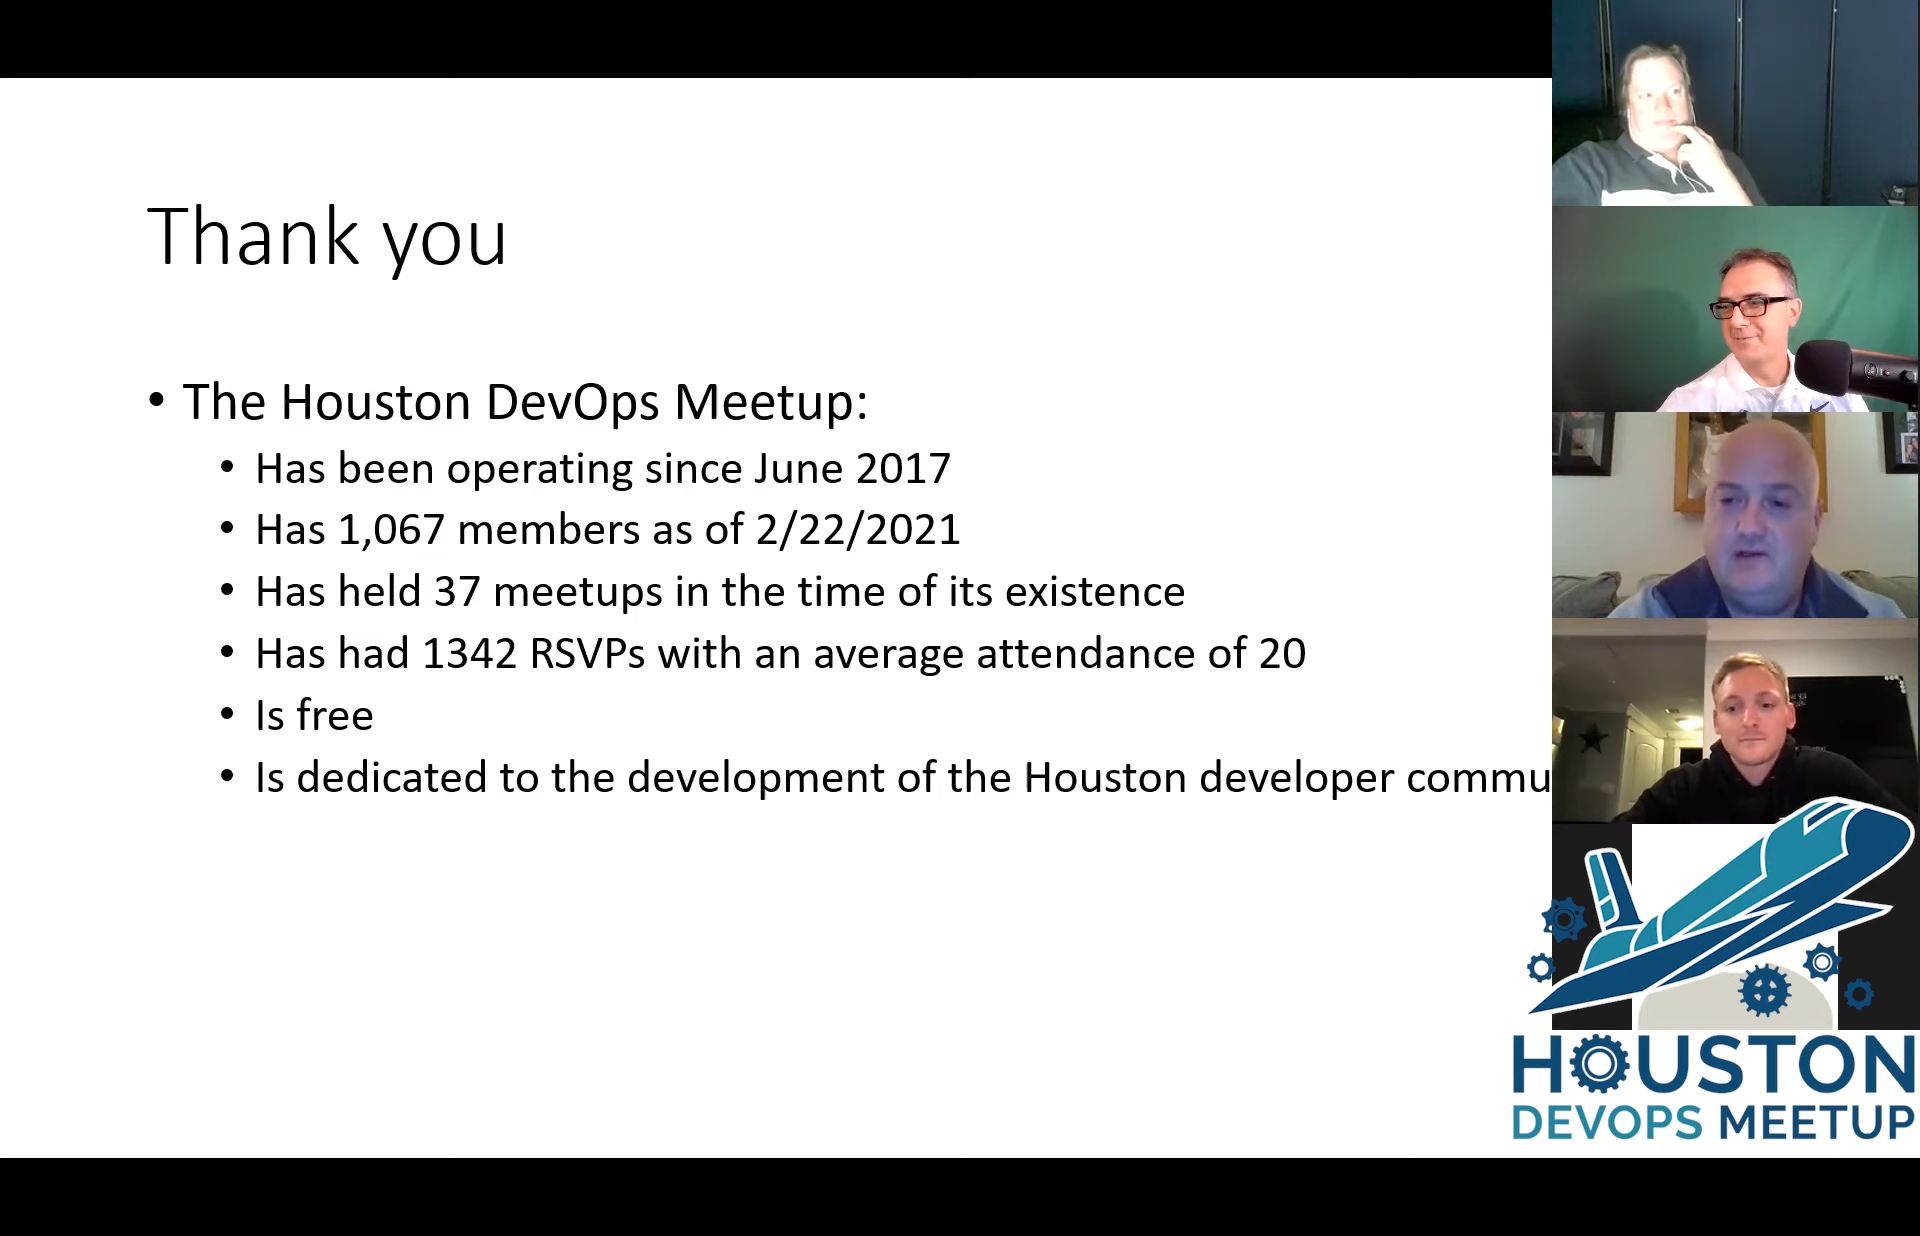 Thank you
• The Houston DevOps Meetup:
• Has been operating since June 2017
• Has 1,067 members as of 2/22/2021
• Has held 37 meetups in the time of its existence
• Has had 1342 RSVPs with an average attendance of 20
• Is free
• Is dedicated to the development of the Houston developer commu
HOUSTON
DEVOPS MEETUP